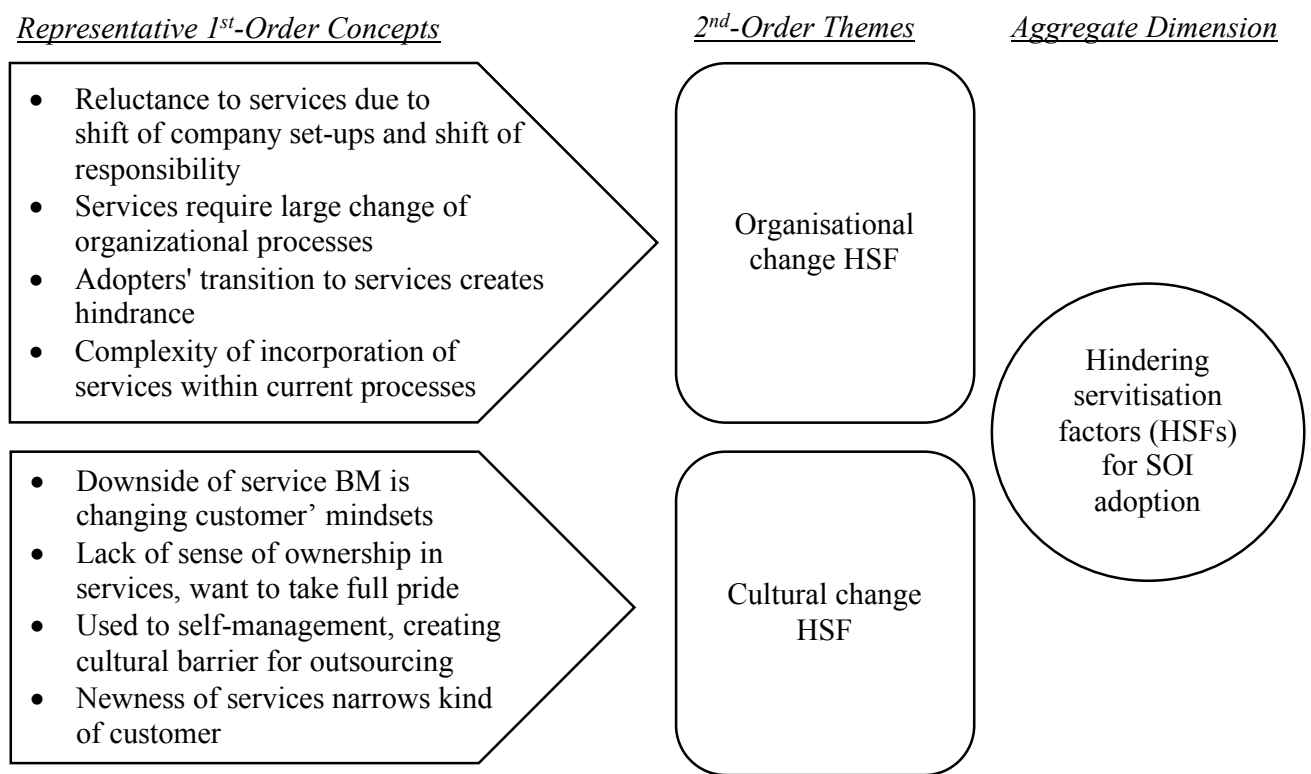 Representative 1st-Order Concepts
2nd-Order Themes
Aggregate Dimension
• Reluctance to services due to
shift of company set-ups and shift of
responsibility
• Services require large change of
organizational processes
• Adopters' transition to services creates
hindrance
• Complexity of incorporation of
services within current processes
Organisational
change HSF
• Downside of service BM is
changing customer’ mindsets
• Lack of sense of ownership in
services, want to take full pride
• Used to self-management, creating
cultural barrier for outsourcing
• Newness of services narrows kind
of customer
Cultural change
HSF
Hindering
servitisation
factors (HSFs)
for SOI
adoption